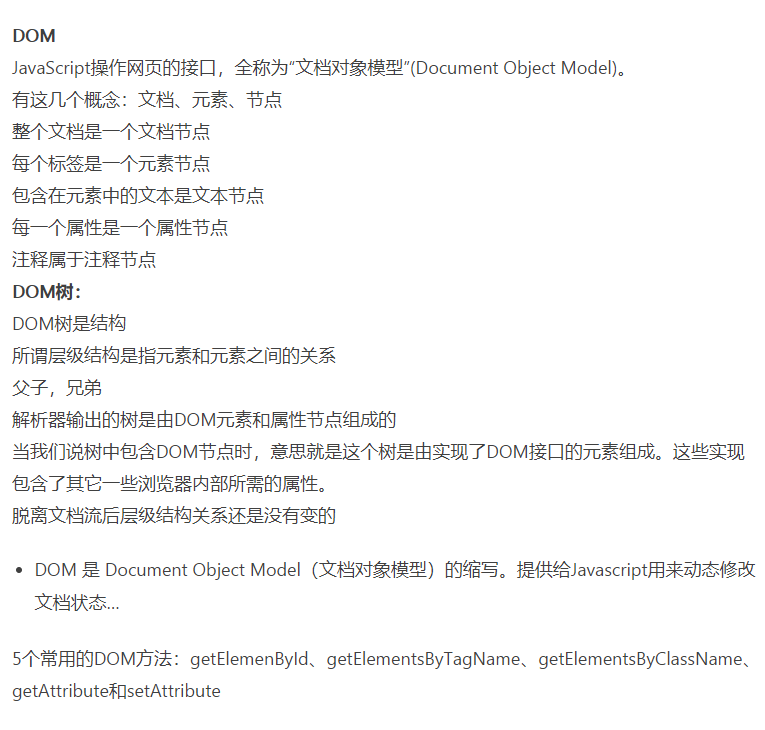 DOM
JavaScript操作网页的接口，全称为“文档对象模型”(Document Object Model)。
有这几个概念：文档、元素、节点
整个文档是一个文档节点
每个标签是一个元素节点
包含在元素中的文本是文本节点
每一个属性是一个属性节点
注释属于注释节点
DOM树：
DOM树是结构
所谓层级结构是指元素和元素之间的关系
父子，兄弟
解析器输出的树是由DOM元素和属性节点组成的
当我们说树中包含DOM节点时，意思就是这个树是由实现了DOM接口的元素组成。这些实现
包含了其它一些浏览器内部所需的属性。
脱离文档流后层级结构关系还是没有变的
• DOM 是 Document Object Model（文档对象模型）的缩写。提供给Javascript用来动态修改
文档状态...
5个常用的DOM方法：getElemenById、getElementsByTagName、getElementsByClassName、
getAttribute和setAttribute